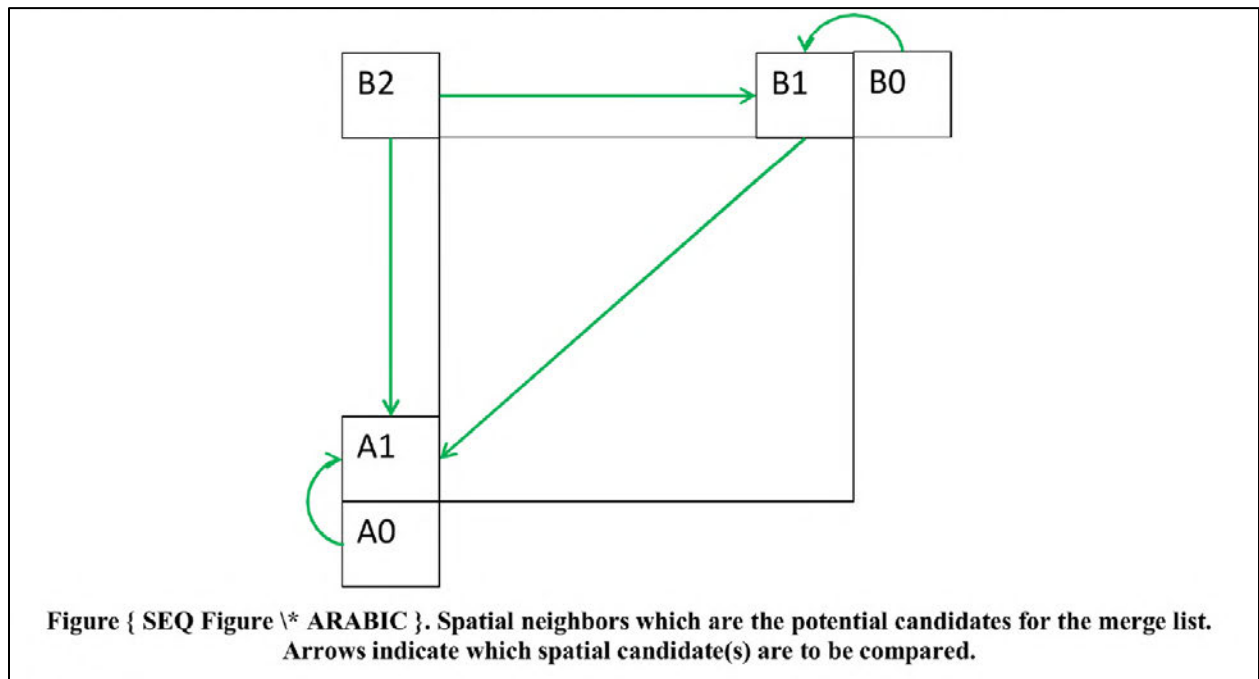 B2
B1
B0
A1
A0
Figure { SEQ Figure \* ARABIC }. Spatial neighbors which are the potential candidates for the merge list.
Arrows indicate which spatial candidate(s) are to be compared.